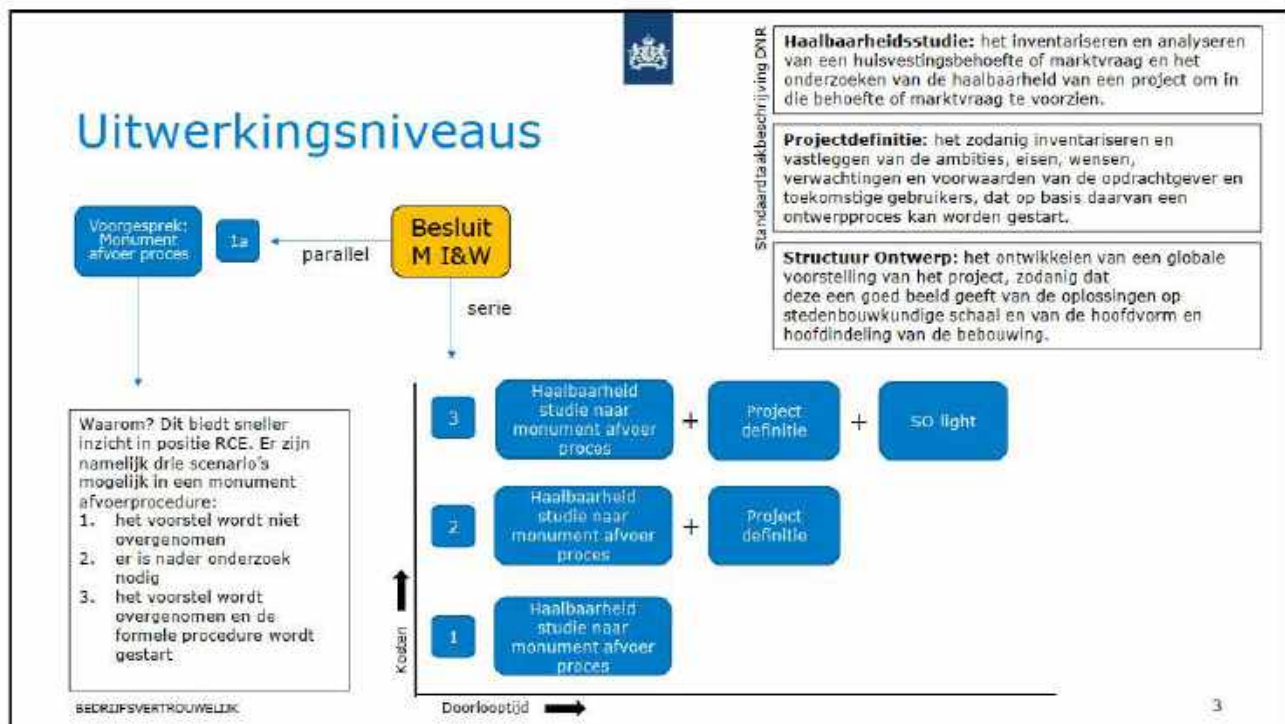 Uitwerkingsniveaus
Standaardtaakbeschrijving DNR
Haalbaarheidsstudie: het inventariseren en analyseren
van een huisvestingsbehoefte of marktvraag en het
onderzoeken van de haalbaarheid van een project om in
die behoefte of marktvraag te voorzien.
Projectdefinitie: het zodanig inventariseren en
vastleggen van de ambities, eisen, wensen,
verwachtingen en voorwaarden van de opdrachtgever en
toekomstige gebruikers, dat op basis daarvan een
ontwerpproces kan worden gestart.
Structuur Ontwerp: het ontwikkelen van een globale
voorstelling van het project, zodanig dat
deze een goed beeld geeft van de oplossingen op
stedenbouwkundige schaal en van de hoofdvorm en
hoofdindeling van de bebouwing.
Voorgesprek:
Monument
afvoer proces
1a
parallel
Besluit
M I&W
serie
Waarom? Dit biedt sneller
inzicht in positie RCE. Er zijn
namelijk drie scenario's
mogelijk in een monument
afvoerprocedure:
1. het voorstel wordt niet
overgenomen
2. er is nader onderzoek
nodig
3. het voorstel wordt
overgenomen en de
formele procedure wordt
gestart
3
Haalbaarheid
studie naar
monument afvoer
proces
+
Project
definitie
+
SO light
2
Haalbaarheid
studie naar
monument afvoer
proces
+
Project
definitie
1
Haalbaarheid
studie naar
monument afvoer
proces
Kosten
Doorlooptijd
BEDRIJFSVERTROUWELIJK
3